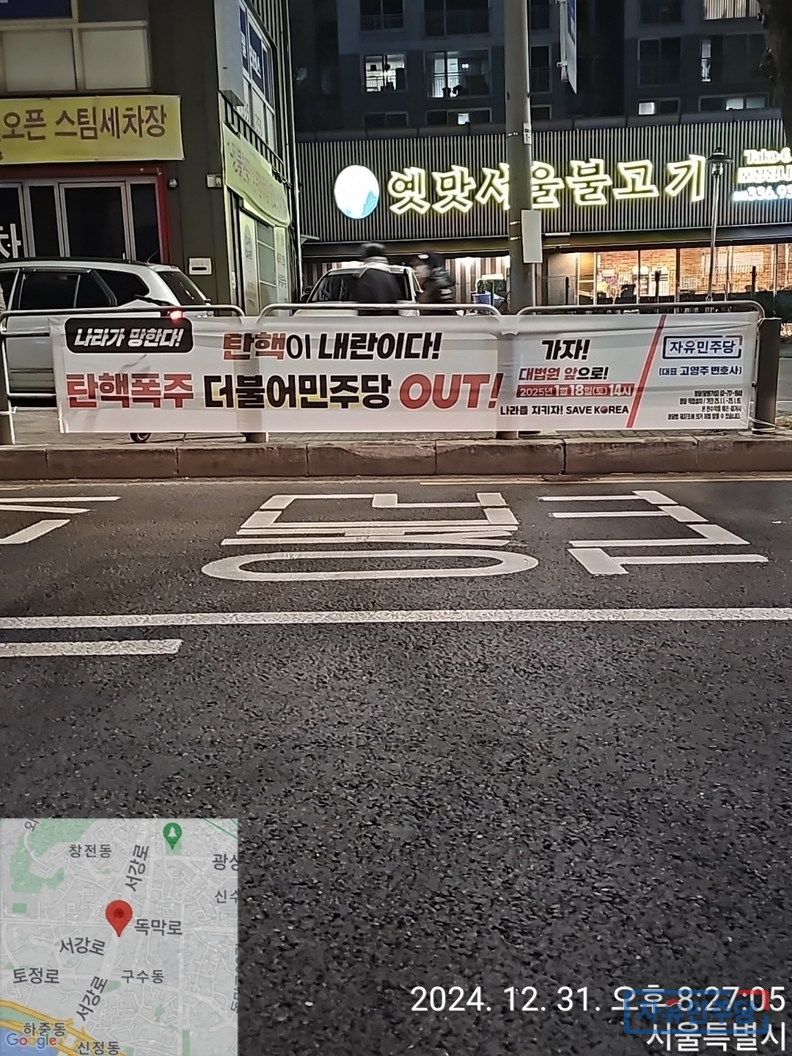 오픈 스팀세차장
옛맛서울불고기
나라가 망한다!
탄핵이 내란이다!
탄핵폭주 더불어민주당 OUT!
가자!
대법원 앞으로!
2025년 1월 18일(토) 14시
나라를 지키자! SAVE KOREA
자유민주당
(대표 고영주 변호사)
창전동
서강로
독막로
서강로
토정로
구수동
서강로
하중동
신정동
Google
2024. 12. 31. 오후 8:27:05
서울특별시
자유민주당